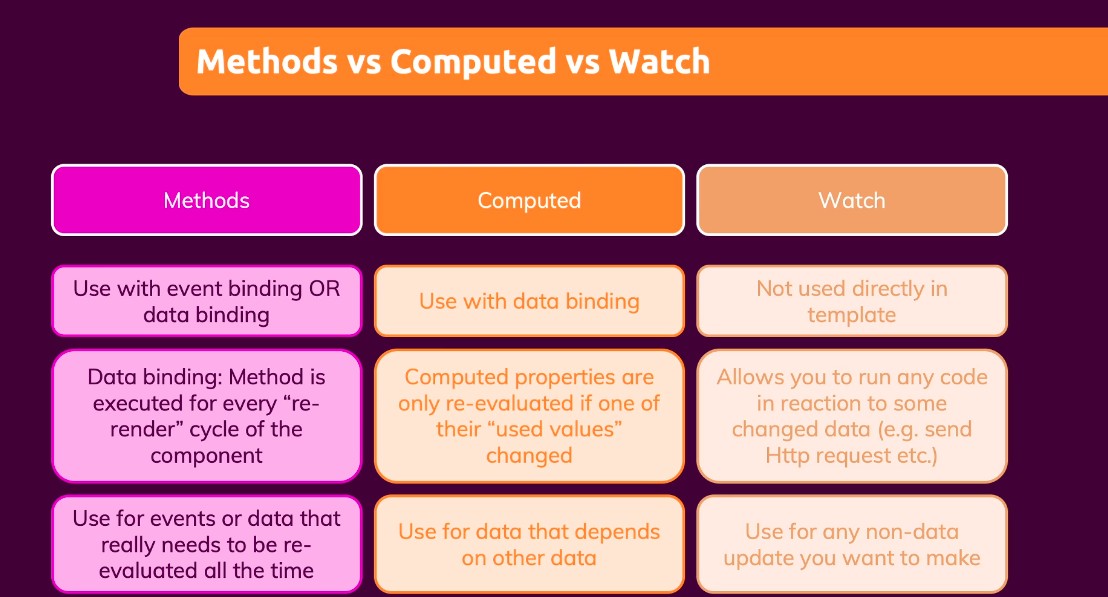 Methods vs Computed vs Watch
Methods
Computed
Watch
Use with event binding OR
data binding
Use with data binding
Not used directly in
template
Data binding: Method is
executed for every “re-
render” cycle of the
component
Computed properties are
only re-evaluated if one of
their “used values”
changed
Allows you to run any code
in reaction to some
changed data (e.g. send
Http request etc.)
Use for events or data that
really needs to be re-
evaluated all the time
Use for data that depends
on other data
Use for any non-data
update you want to make